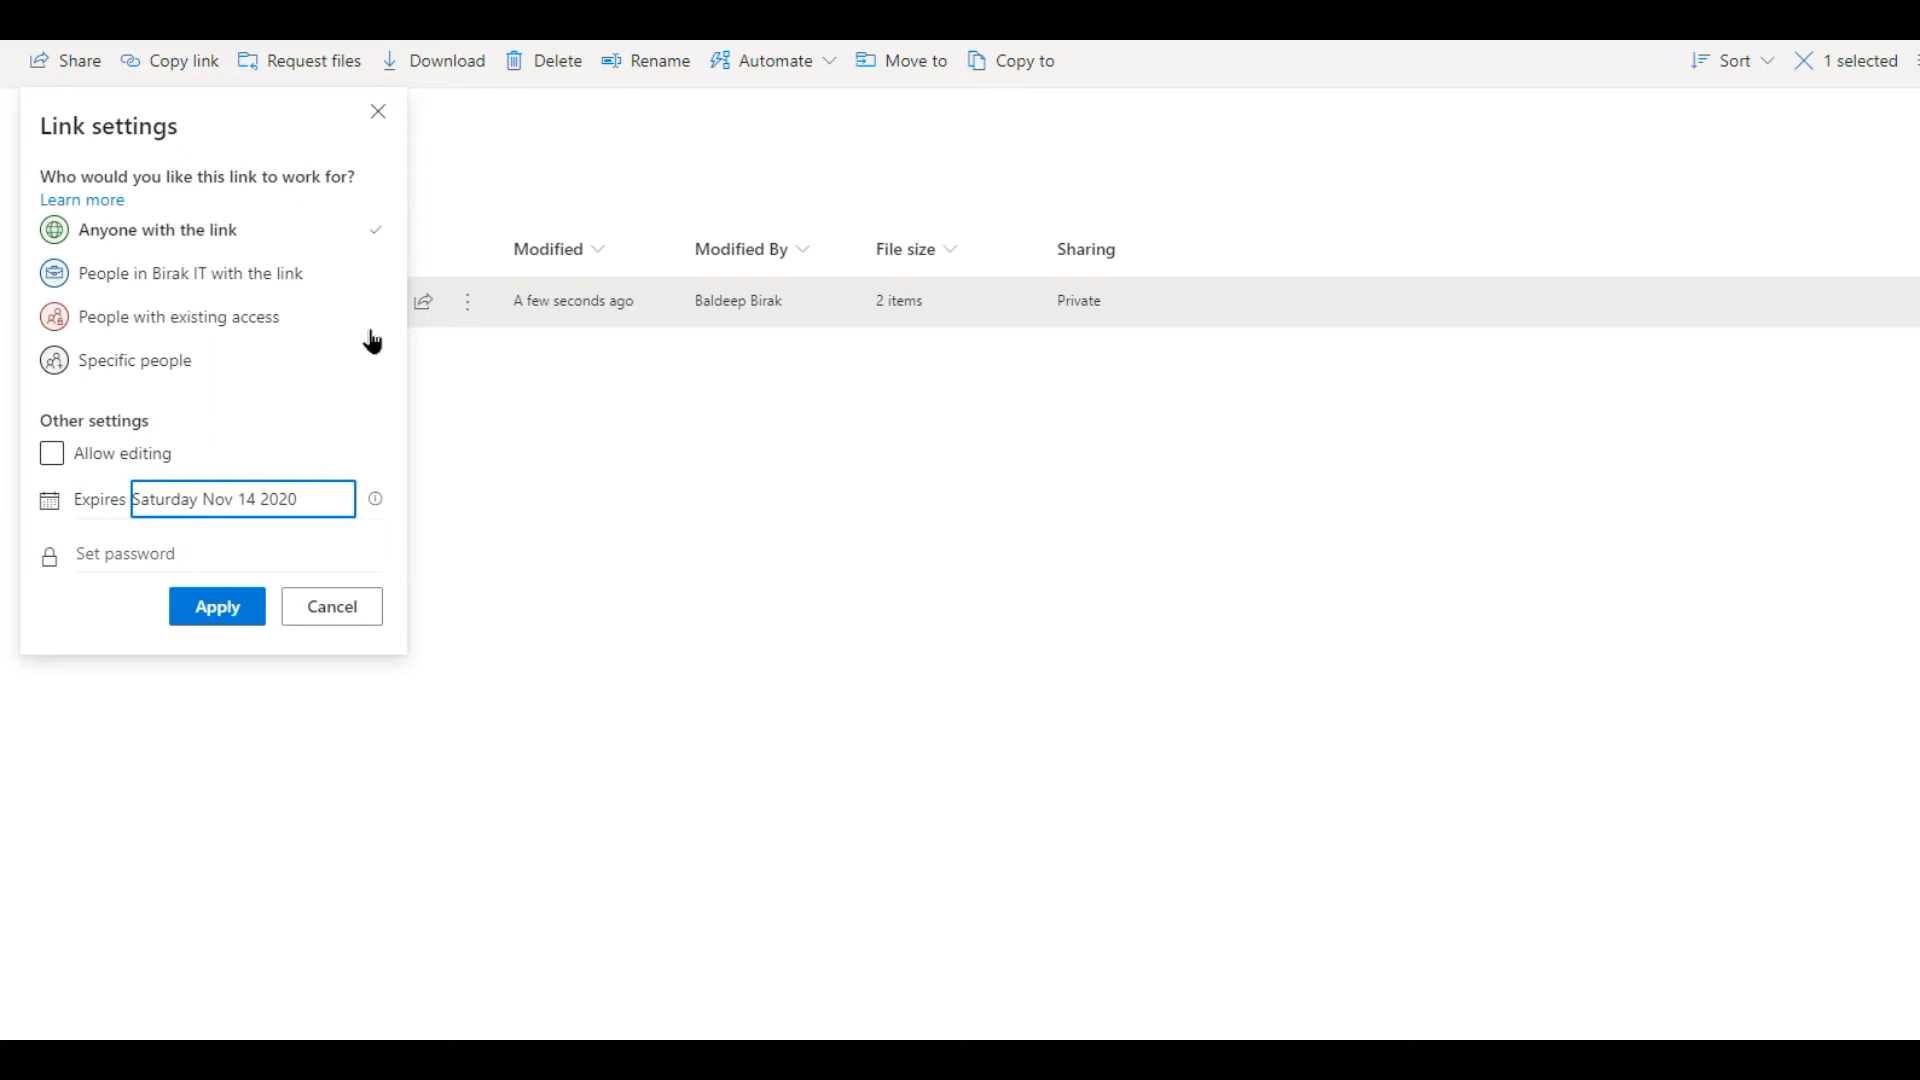 Share Copy link Request files Download Delete Rename Automate Move to Copy to Sort 1 selected
Link settings
Who would you like this link to work for?
Learn more
Anyone with the link
People in Birak IT with the link
People with existing access
Specific people
Other settings
Allow editing
Expires Saturday Nov 14 2020
Set password
Apply Cancel
Modified Modified By File size Sharing
A few seconds ago Baldeep Birak 2 items Private